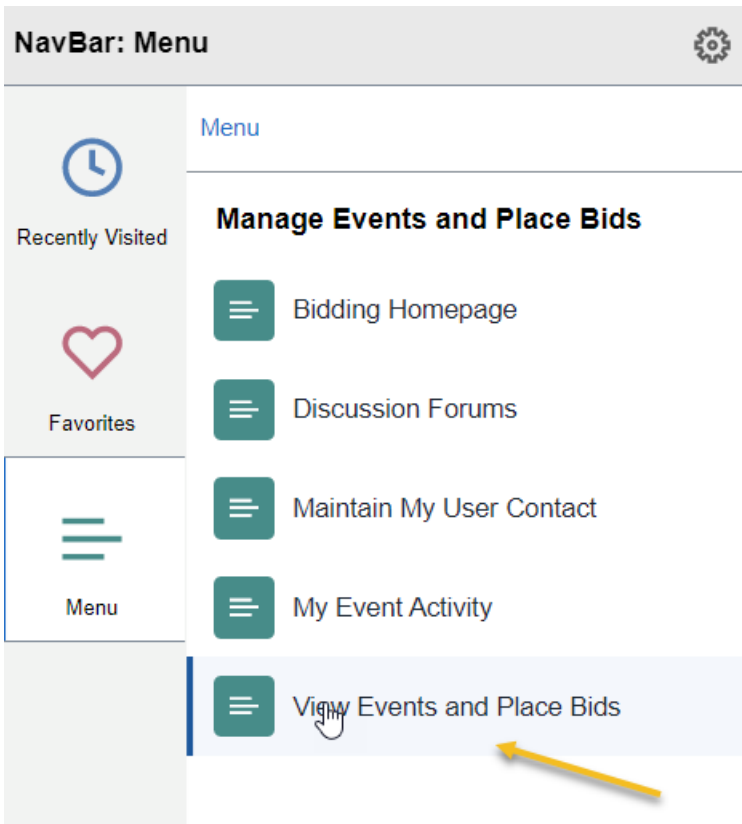 NavBar: Menu
Menu
Recently Visited
Manage Events and Place Bids
Bidding Homepage
Favorites
Discussion Forums
Maintain My User Contact
Menu
My Event Activity
View Events and Place Bids